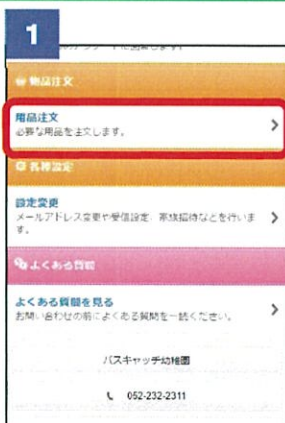 1
物品注文
用品注文
必要な用品を注文します。
各種設定
設定変更
メールアドレス変更や受信設定、家族招待などを行いま
す。
よくある質問
よくある質問を見る
お問い合わせの前によくある質問を一読ください。
バスキャッチ幼稚園
052-232-2311